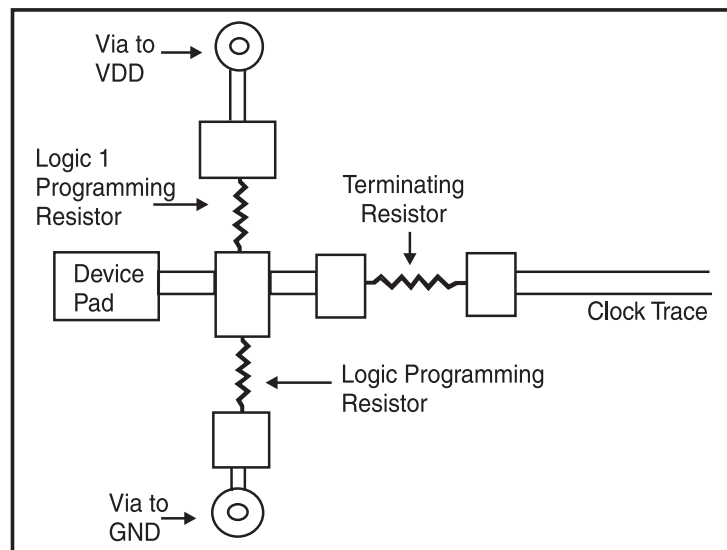 Via to
VDD
Logic 1
Programming
Resistor
Terminating
Resistor
Device
Pad
Clock Trace
Logic Programming
Resistor
Via to
GND